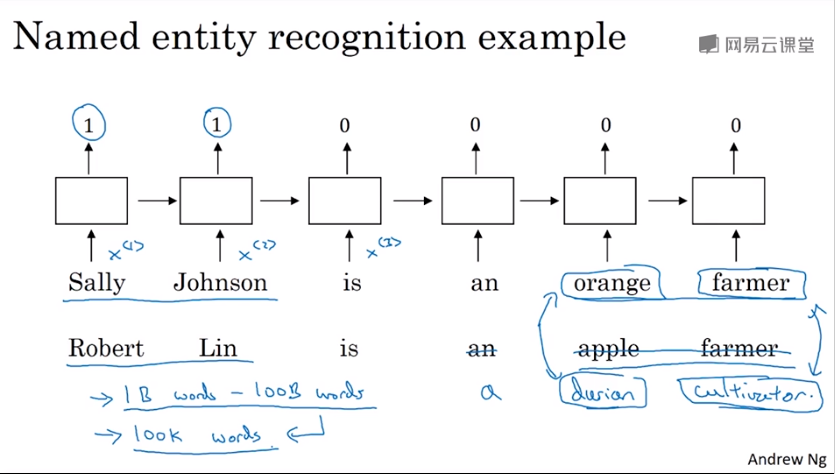 Named entity recognition example
网易云课堂
1 1 0 0 0 0
x<1> x<2> x<3>
Sally Johnson is an orange farmer
Robert Lin is an apple farmer
→ 1B words - 100B words a durian cultivator.
→ 100K words
Andrew Ng